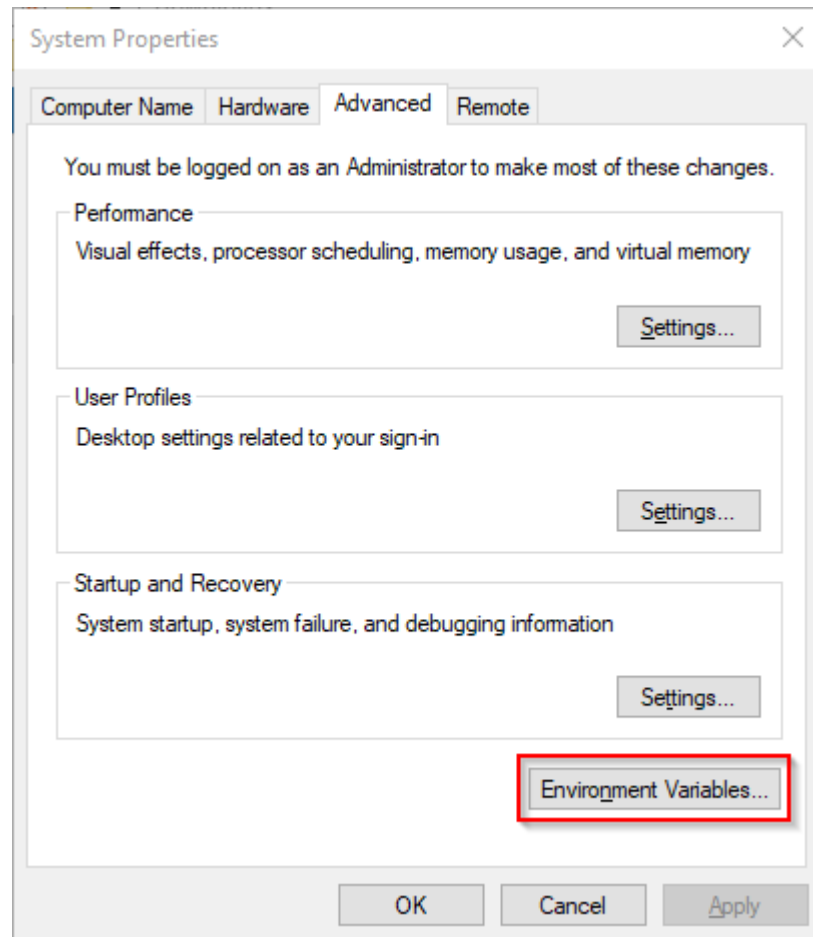 System Properties
Computer Name Hardware Advanced Remote
You must be logged on as an Administrator to make most of these changes.
Performance
Visual effects, processor scheduling, memory usage, and virtual memory
Settings...
User Profiles
Desktop settings related to your sign-in
Settings...
Startup and Recovery
System startup, system failure, and debugging information
Settings...
Environment Variables...
OK Cancel Apply